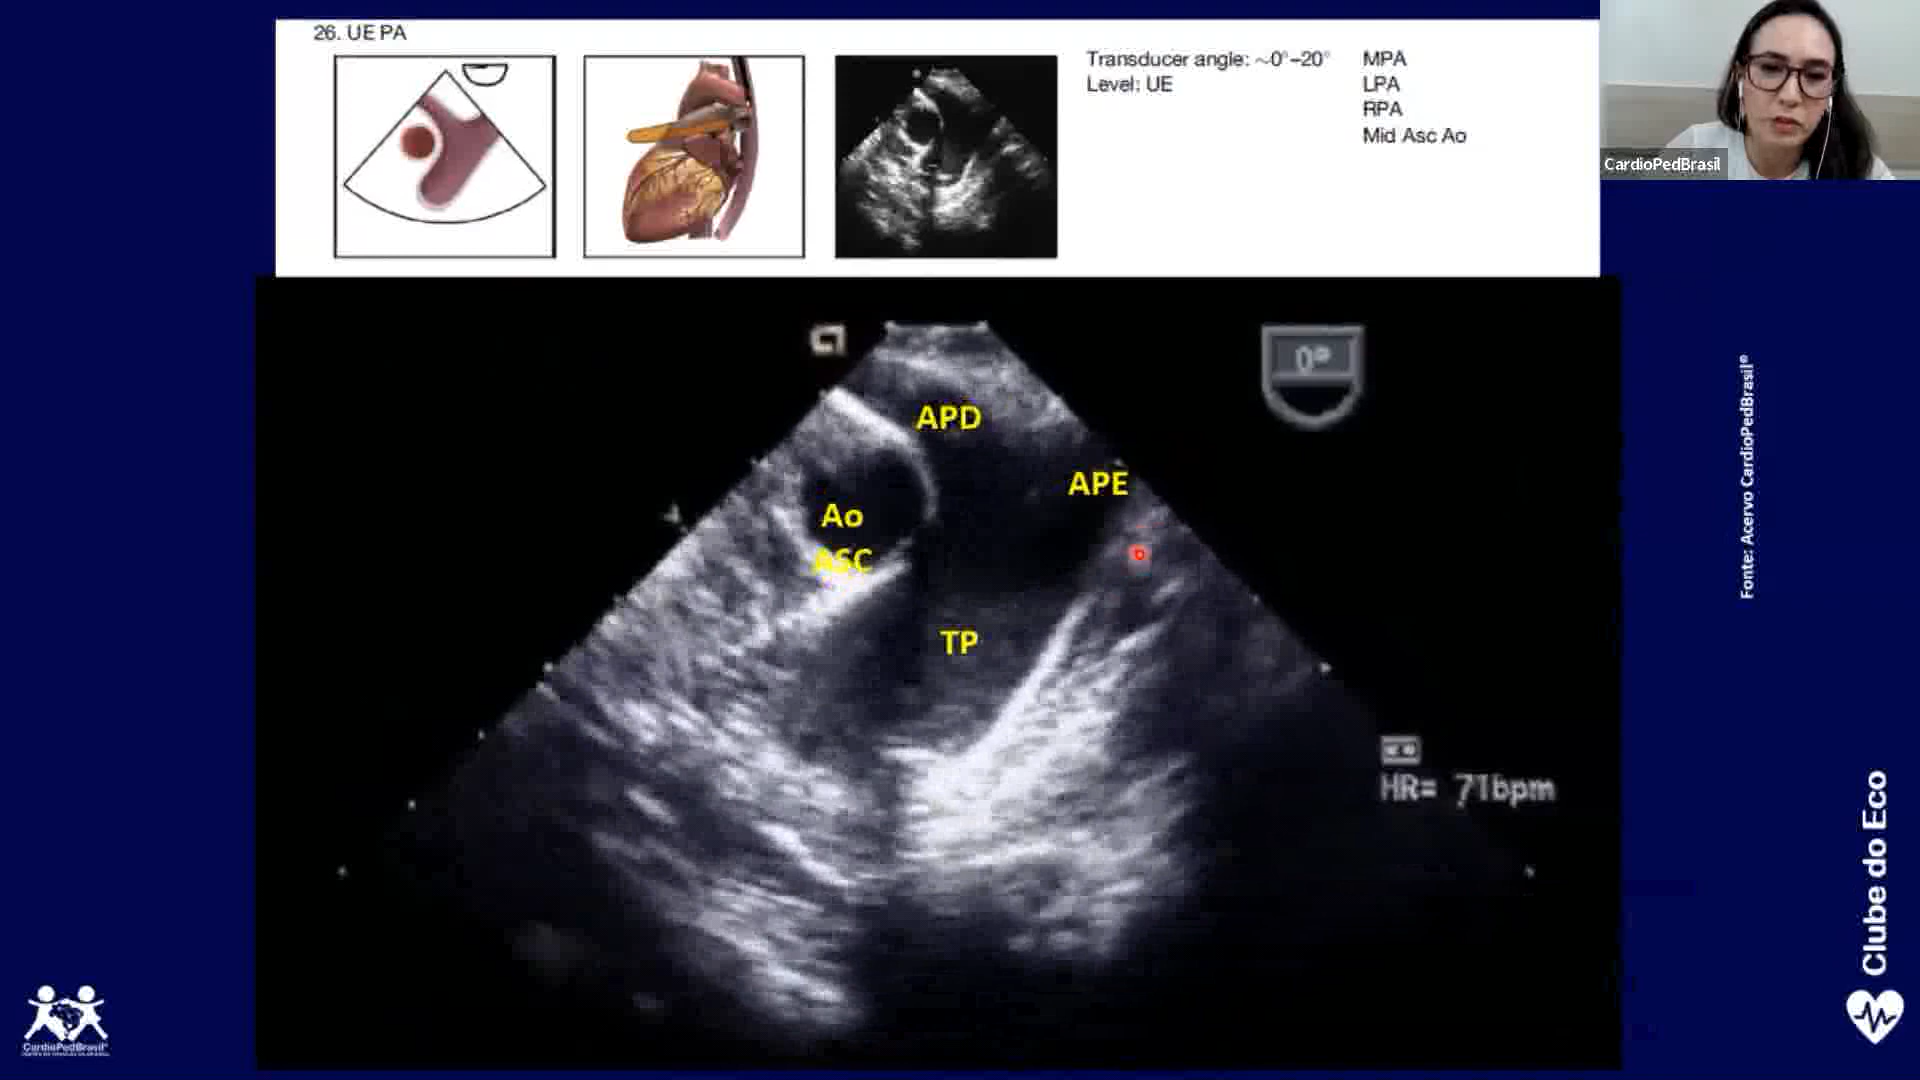 26. UE PA
Transducer angle: ~0°-20°
Level: UE
MPA
LPA
RPA
Mid Asc Ao
CardioPedBrasil
0°
APD
APE
Ao
ASC
TP
HR= 71bpm
Fonte: Acervo CardioPedBrasil®
Clube do Eco
CardioPedBrasil®